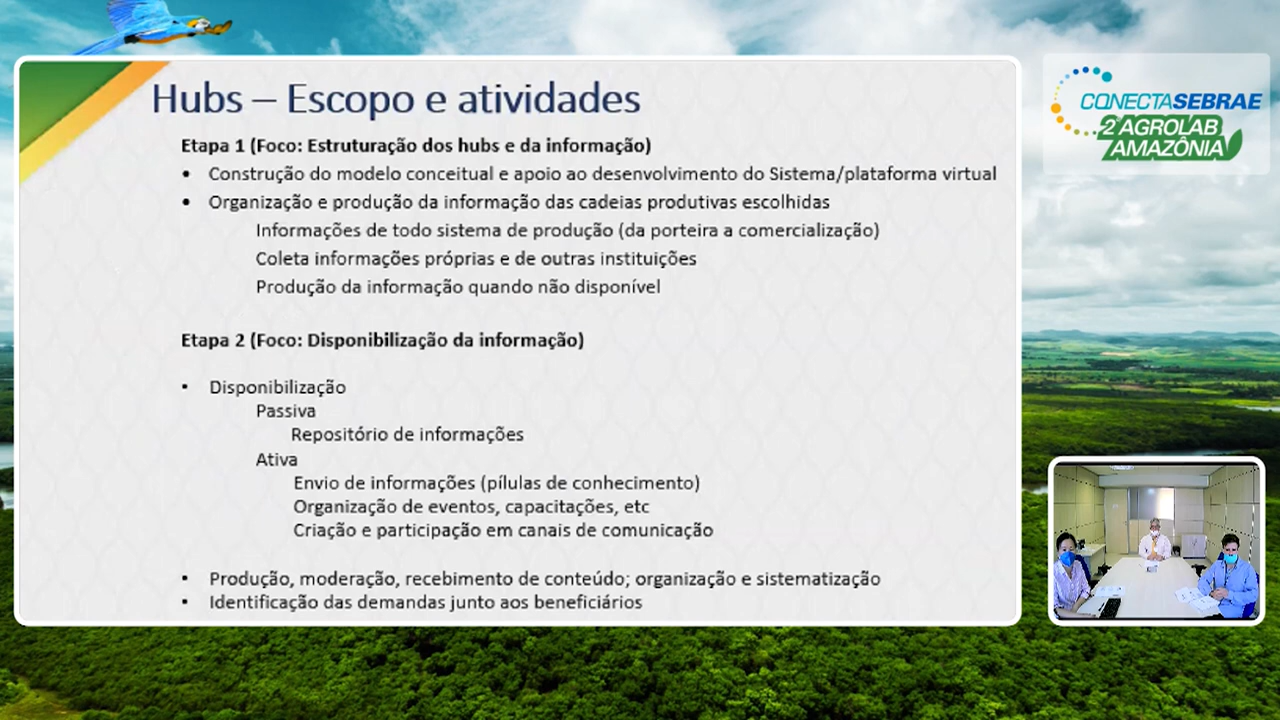 Hubs – Escopo e atividades
Etapa 1 (Foco: Estruturação dos hubs e da informação)
• Construção do modelo conceitual e apoio ao desenvolvimento do Sistema/plataforma virtual
• Organização e produção da informação das cadeias produtivas escolhidas
Informações de todo sistema de produção (da porteira a comercialização)
Coleta informações próprias e de outras instituições
Produção da informação quando não disponível
Etapa 2 (Foco: Disponibilização da informação)
• Disponibilização
Passiva
Repositório de informações
Ativa
Envio de informações (pílulas de conhecimento)
Organização de eventos, capacitações, etc
Criação e participação em canais de comunicação
• Produção, moderação, recebimento de conteúdo; organização e sistematização
• Identificação das demandas junto aos beneficiários
CONECTASEBRAE
2º AGROLAB
AMAZÔNIA